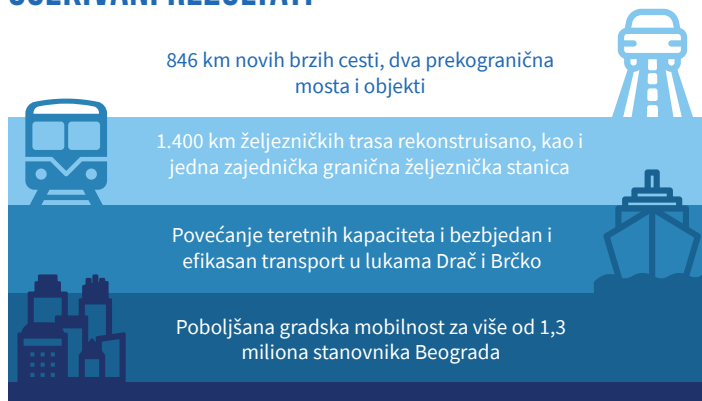 OČEKIVANI REZULTATI
846 km novih brzih cesti, dva prekogranična
mosta i objekti
1.400 km željezničkih trasa rekonstruisano, kao i
jedna zajednička granična željeznička stanica
Povećanje teretnih kapaciteta i bezbjedan i
efikasan transport u lukama Drač i Brčko
Poboljšana gradska mobilnost za više od 1,3
miliona stanovnika Beograda